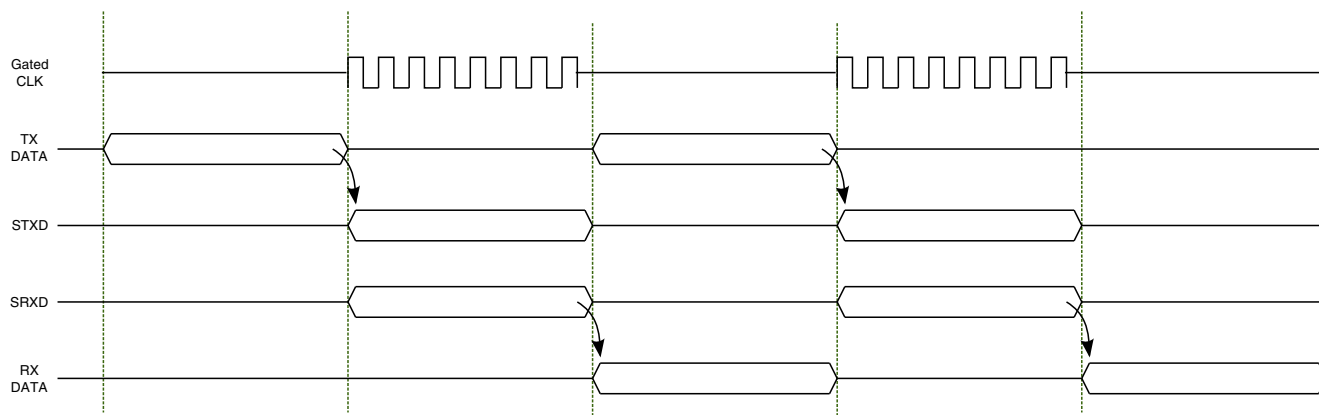 Gated
CLK
TX
DATA
STXD
SRXD
RX
DATA